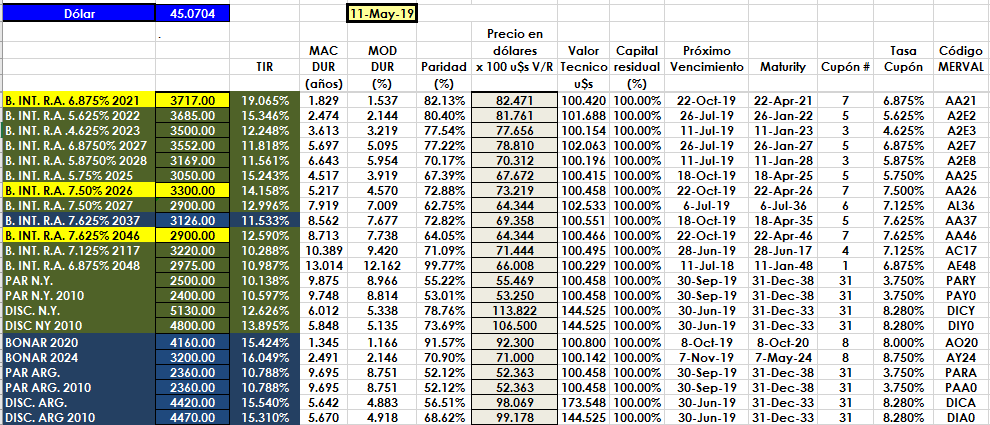 Dólar 45.0704 11-May-19
.
Precio en
MAC MOD dólares Valor Capital Próximo Tasa Código
TIR DUR DUR Paridad x 100 u$s V/R Tecnico residual Vencimiento Maturity Cupón # Cupón MERVAL
(años) (%) (%) u$s (%)
B. INT. R.A. 6.875% 2021 3717.00 19.065% 1.829 1.537 82.13% 82.471 100.420 100.00% 22-Oct-19 22-Apr-21 7 6.875% AA21
B. INT. R.A. 5.625% 2022 3685.00 15.346% 2.474 2.144 80.40% 81.761 101.688 100.00% 26-Jul-19 26-Jan-22 5 5.625% A2E2
B. INT. R.A. 4.625% 2023 3500.00 12.248% 3.613 3.219 77.54% 77.656 100.154 100.00% 11-Jul-19 11-Jan-23 3 4.625% A2E3
B. INT. R.A. 6.8750% 2027 3552.00 11.818% 5.697 5.095 77.22% 78.810 102.063 100.00% 26-Jul-19 26-Jan-27 5 6.875% A2E7
B. INT. R.A. 5.8750% 2028 3169.00 11.561% 6.643 5.954 70.17% 70.312 100.196 100.00% 11-Jul-19 11-Jan-28 3 5.875% A2E8
B. INT. R.A. 5.75% 2025 3050.00 15.243% 4.517 3.919 67.39% 67.672 100.415 100.00% 18-Oct-19 18-Apr-25 5 5.750% AA25
B. INT. R.A. 7.50% 2026 3300.00 14.158% 5.217 4.570 72.88% 73.219 100.458 100.00% 22-Oct-19 22-Apr-26 7 7.500% AA26
B. INT. R.A. 7.50% 2027 2900.00 12.996% 7.919 7.009 62.75% 64.344 102.533 100.00% 6-Jul-19 6-Jul-36 6 7.125% AL36
B. INT. R.A. 7.625% 2037 3126.00 11.533% 8.562 7.677 72.82% 69.358 100.551 100.00% 18-Oct-19 18-Apr-35 5 7.625% AA37
B. INT. R.A. 7.625% 2046 2900.00 12.590% 8.713 7.738 64.05% 64.344 100.466 100.00% 22-Oct-19 22-Apr-46 7 7.625% AA46
B. INT. R.A. 7.125% 2117 3220.00 10.288% 10.389 9.420 71.09% 71.444 100.495 100.00% 28-Jun-19 28-Jun-17 4 7.125% AC17
B. INT. R.A. 6.875% 2048 2975.00 10.987% 13.014 12.162 99.77% 66.008 100.229 100.00% 11-Jul-18 11-Jan-48 1 6.875% AE48
PAR N.Y. 2500.00 10.138% 9.875 8.966 55.22% 55.469 100.458 100.00% 30-Sep-19 31-Dec-38 31 3.750% PARY
PAR N.Y. 2010 2400.00 10.597% 9.748 8.814 53.01% 53.250 100.458 100.00% 30-Sep-19 31-Dec-38 31 3.750% PAY0
DISC. N.Y. 5130.00 12.626% 6.012 5.338 78.76% 113.822 144.525 100.00% 30-Jun-19 31-Dec-33 31 8.280% DICY
DISC NY 2010 4800.00 13.895% 5.848 5.135 73.69% 106.500 144.525 100.00% 30-Jun-19 31-Dec-33 31 8.280% DIY0
BONAR 2020 4160.00 15.424% 1.345 1.166 91.57% 92.300 100.800 100.00% 8-Oct-19 8-Oct-20 8 8.000% AO20
BONAR 2024 3200.00 16.049% 2.491 2.146 70.90% 71.000 100.142 100.00% 7-Nov-19 7-May-24 8 8.750% AY24
PAR ARG. 2360.00 10.788% 9.695 8.751 52.12% 52.363 100.458 100.00% 30-Sep-19 31-Dec-38 31 3.750% PARA
PAR ARG. 2010 2360.00 10.788% 9.695 8.751 52.12% 52.363 100.458 100.00% 30-Sep-19 31-Dec-38 31 3.750% PAA0
DISC. ARG. 4420.00 15.540% 5.642 4.883 56.51% 98.069 173.548 100.00% 30-Jun-19 31-Dec-33 31 8.280% DICA
DISC. ARG 2010 4470.00 15.310% 5.670 4.918 68.62% 99.178 144.525 100.00% 30-Jun-19 31-Dec-33 31 8.280% DIA0